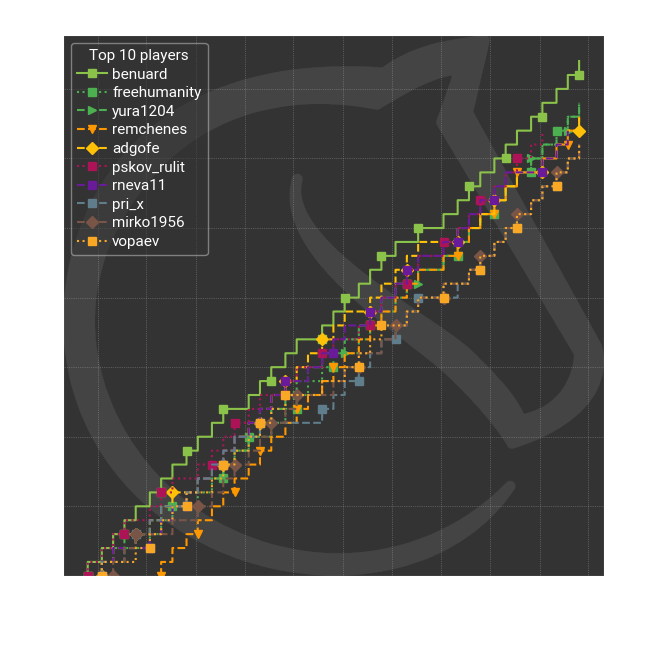 Top 10 players
benuard
freehumanity
yura1204
remchenes
adgofe
pskov_rulit
rneva11
pri_x
mirko1956
vopaev